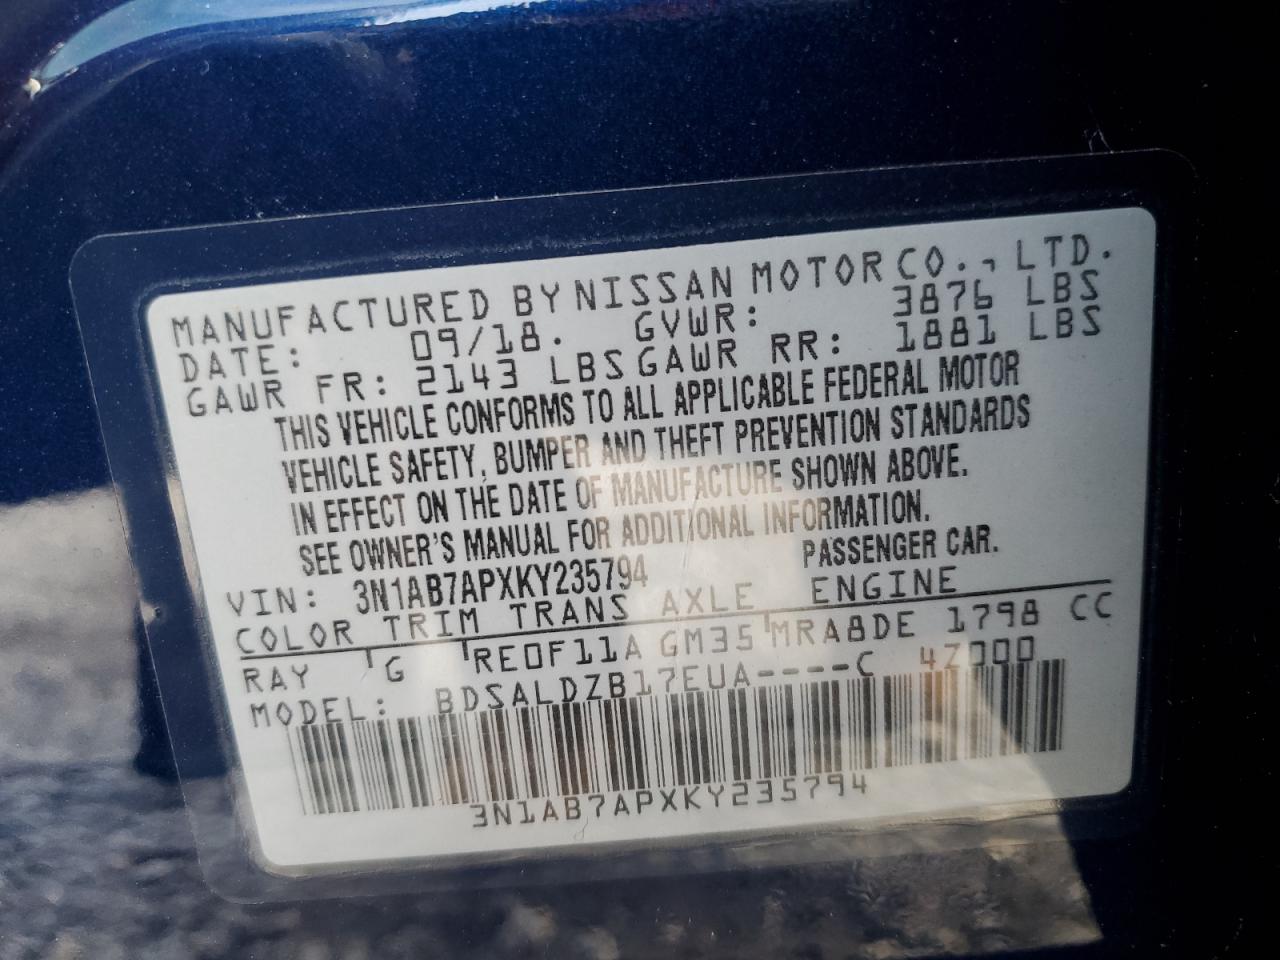 MANUFACTURED BY NISSAN MOTOR CO., LTD.
DATE: 09/18. GVWR: 3876 LBS
GAWR FR: 2143 LBS GAWR RR: 1881 LBS
THIS VEHICLE CONFORMS TO ALL APPLICABLE FEDERAL MOTOR
VEHICLE SAFETY, BUMPER AND THEFT PREVENTION STANDARDS
IN EFFECT ON THE DATE OF MANUFACTURE SHOWN ABOVE.
SEE OWNER'S MANUAL FOR ADDITIONAL INFORMATION.
VIN: 3N1AB7APXKY235794 PASSENGER CAR.
COLOR TRIM TRANS AXLE ENGINE
RAY G RE0F11A GM35 MRA8DE 1798 CC
MODEL: BDSALDZB17EUA----C 4Z000
3N1AB7APXKY235794